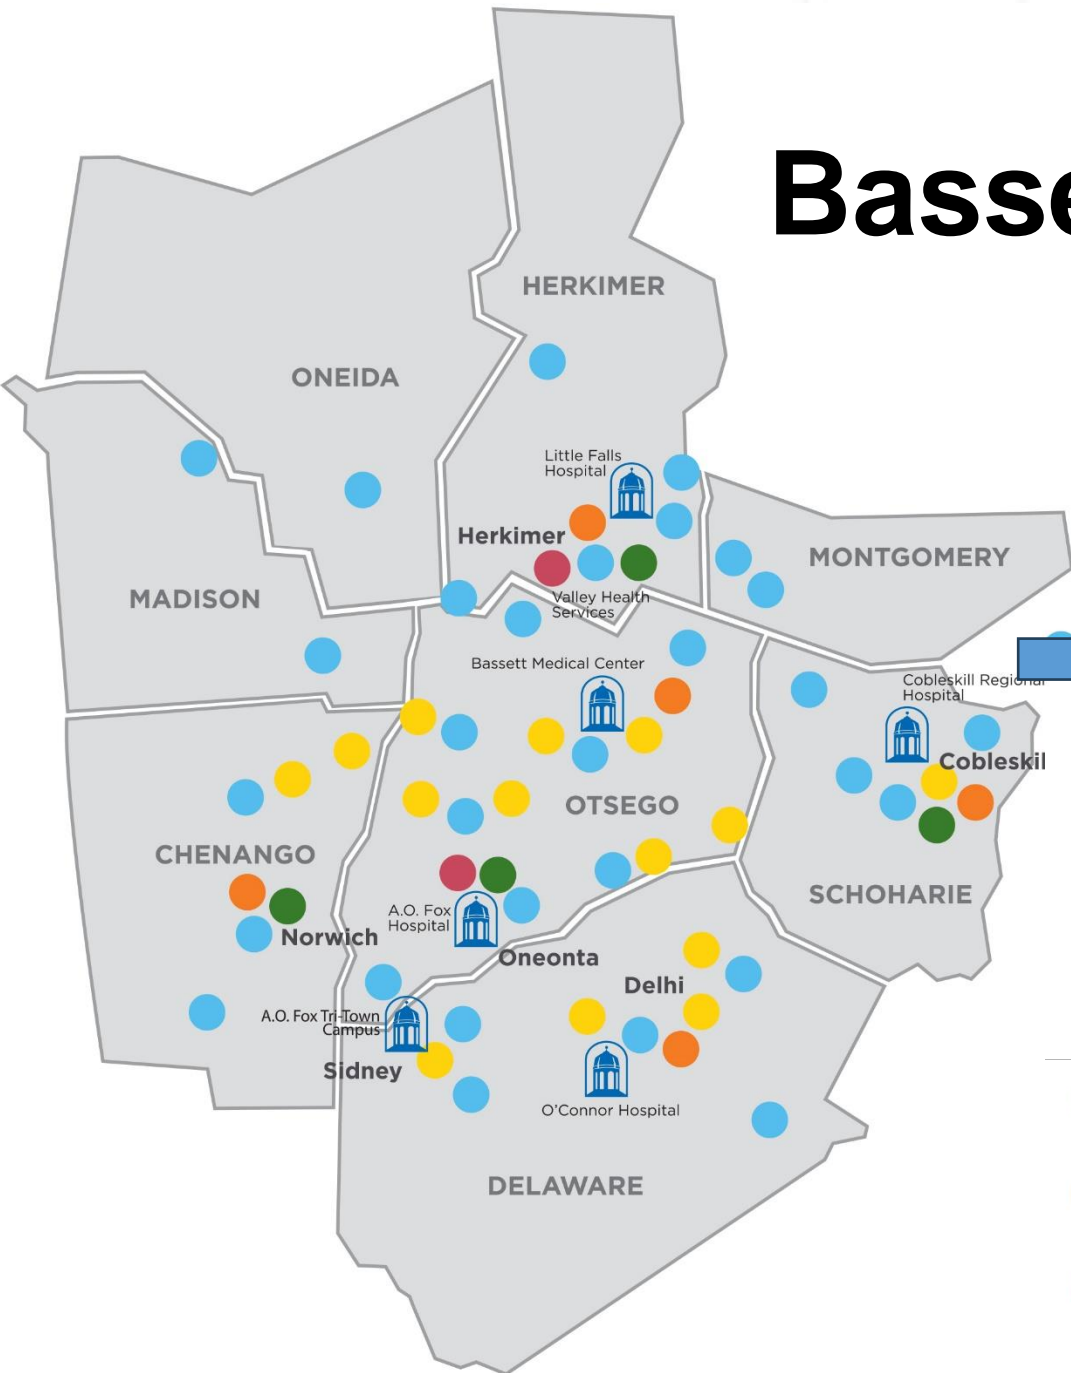 Basse
HERKIMER
ONEIDA
Little Falls
Hospital
Herkimer
MONTGOMERY
MADISON
Valley Health
Services
Bassett Medical Center
Cobleskill Regional
Hospital
Cobleskil
OTSEGO
CHENANGO
SCHOHARIE
A.O. Fox
Hospital
Norwich
Oneonta
Delhi
A.O. Fox Tri-Town
Campus
Sidney
O'Connor Hospital
DELAWARE